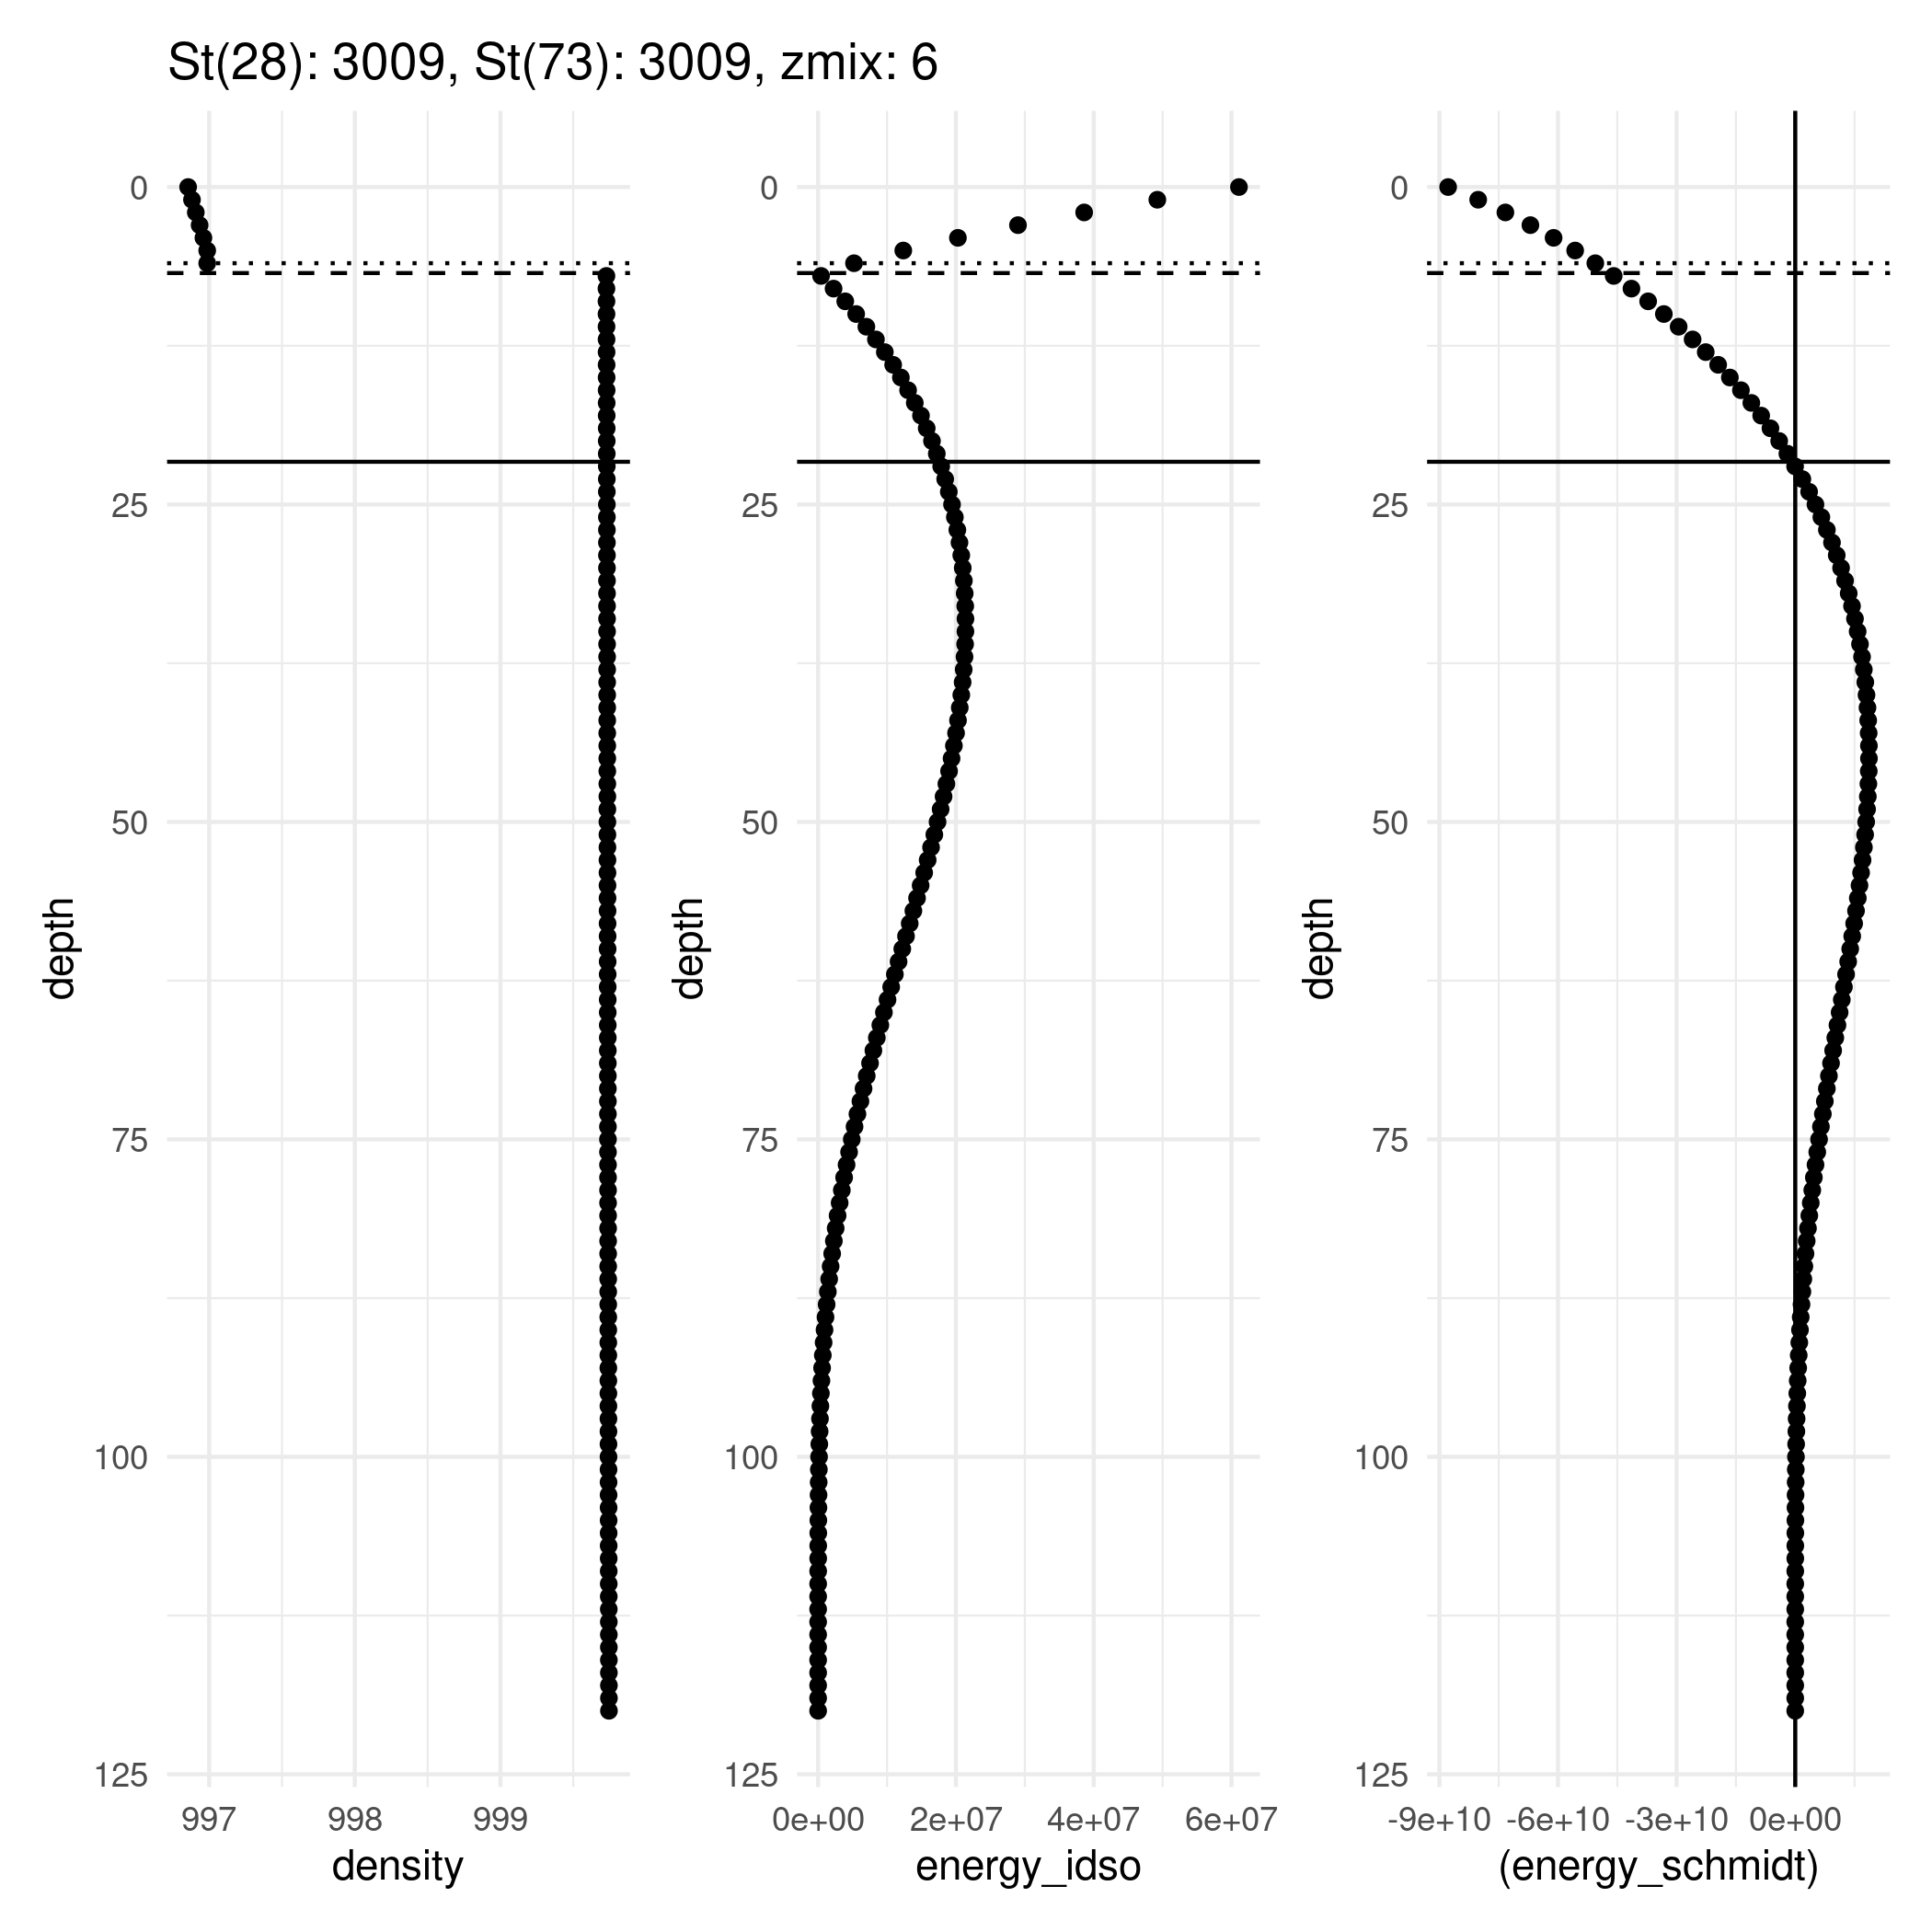 St(28): 3009, St(73): 3009, zmix: 6
0
25
50
75
100
125
depth
997 998 999
density
0
25
50
75
100
125
depth
0e+00 2e+07 4e+07 6e+07
energy_idso
0
25
50
75
100
125
depth
-9e+10 -6e+10 -3e+10 0e+00
(energy_schmidt)